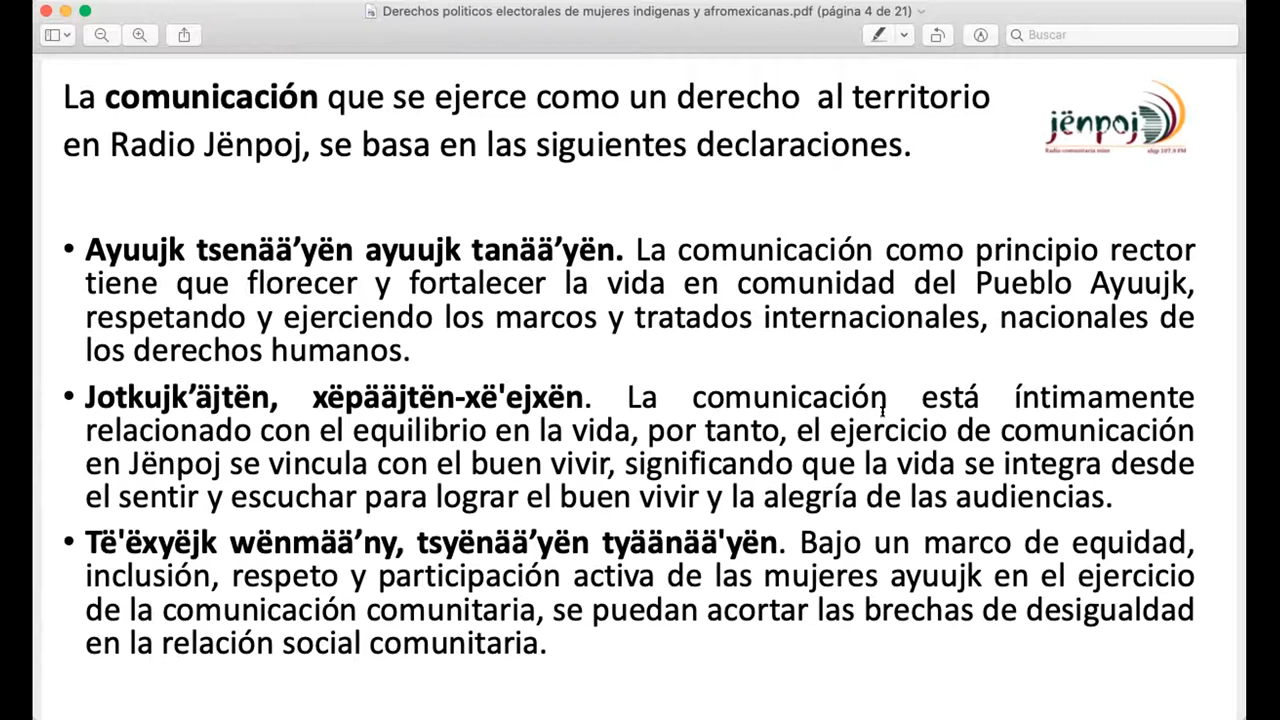 Derechos politicos electorales de mujeres indigenas y afromexicanas.pdf (página 4 de 21)
Buscar
La comunicación que se ejerce como un derecho al territorio
en Radio Jënpoj, se basa en las siguientes declaraciones.
jënpoj
Radio comunitaria mixe xhjp 107.9 FM
• Ayuujk tsenää’yën ayuujk tanää’yën. La comunicación como principio rector
tiene que florecer y fortalecer la vida en comunidad del Pueblo Ayuujk,
respetando y ejerciendo los marcos y tratados internacionales, nacionales de
los derechos humanos.
• Jotkujk’äjtën, xëpääjtën-xë'ejxën. La comunicación está íntimamente
relacionado con el equilibrio en la vida, por tanto, el ejercicio de comunicación
en Jënpoj se vincula con el buen vivir, significando que la vida se integra desde
el sentir y escuchar para lograr el buen vivir y la alegría de las audiencias.
• Të'ëxyëjk wënmää’ny, tsyënää’yën tyäänää'yën. Bajo un marco de equidad,
inclusión, respeto y participación activa de las mujeres ayuujk en el ejercicio
de la comunicación comunitaria, se puedan acortar las brechas de desigualdad
en la relación social comunitaria.